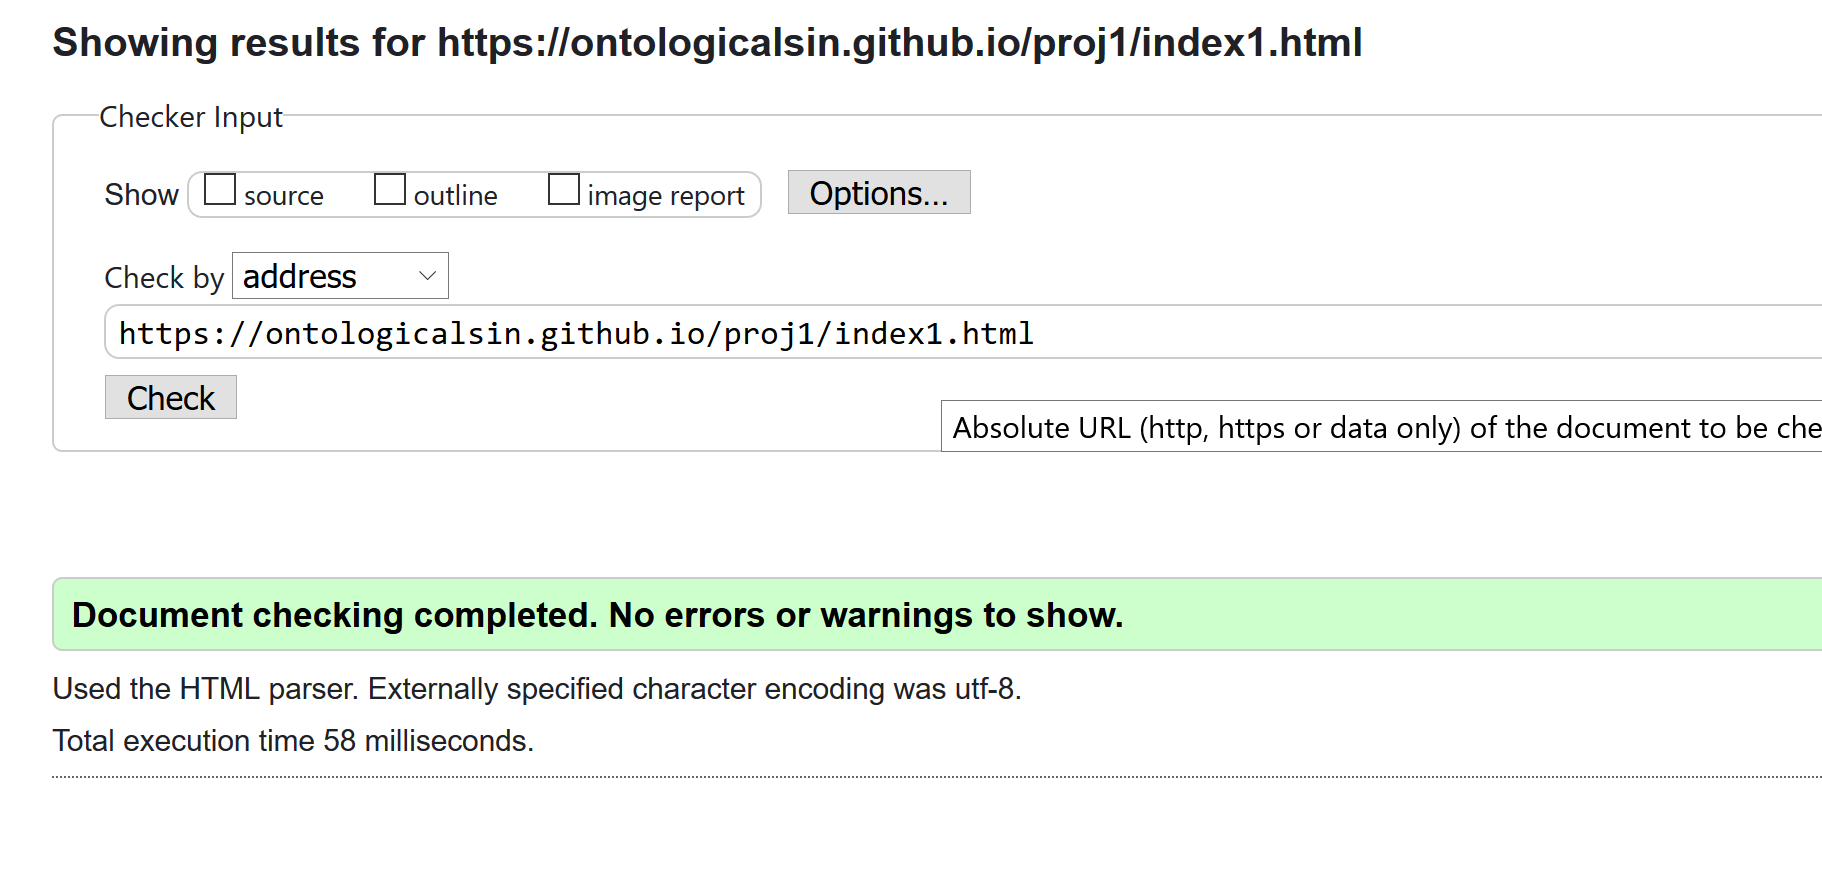 Showing results for https://ontologicalsin.github.io/proj1/index1.html
Checker Input
Show source outline image report Options...
Check by address
https://ontologicalsin.github.io/proj1/index1.html
Check
Absolute URL (http, https or data only) of the document to be che
Document checking completed. No errors or warnings to show.
Used the HTML parser. Externally specified character encoding was utf-8.
Total execution time 58 milliseconds.